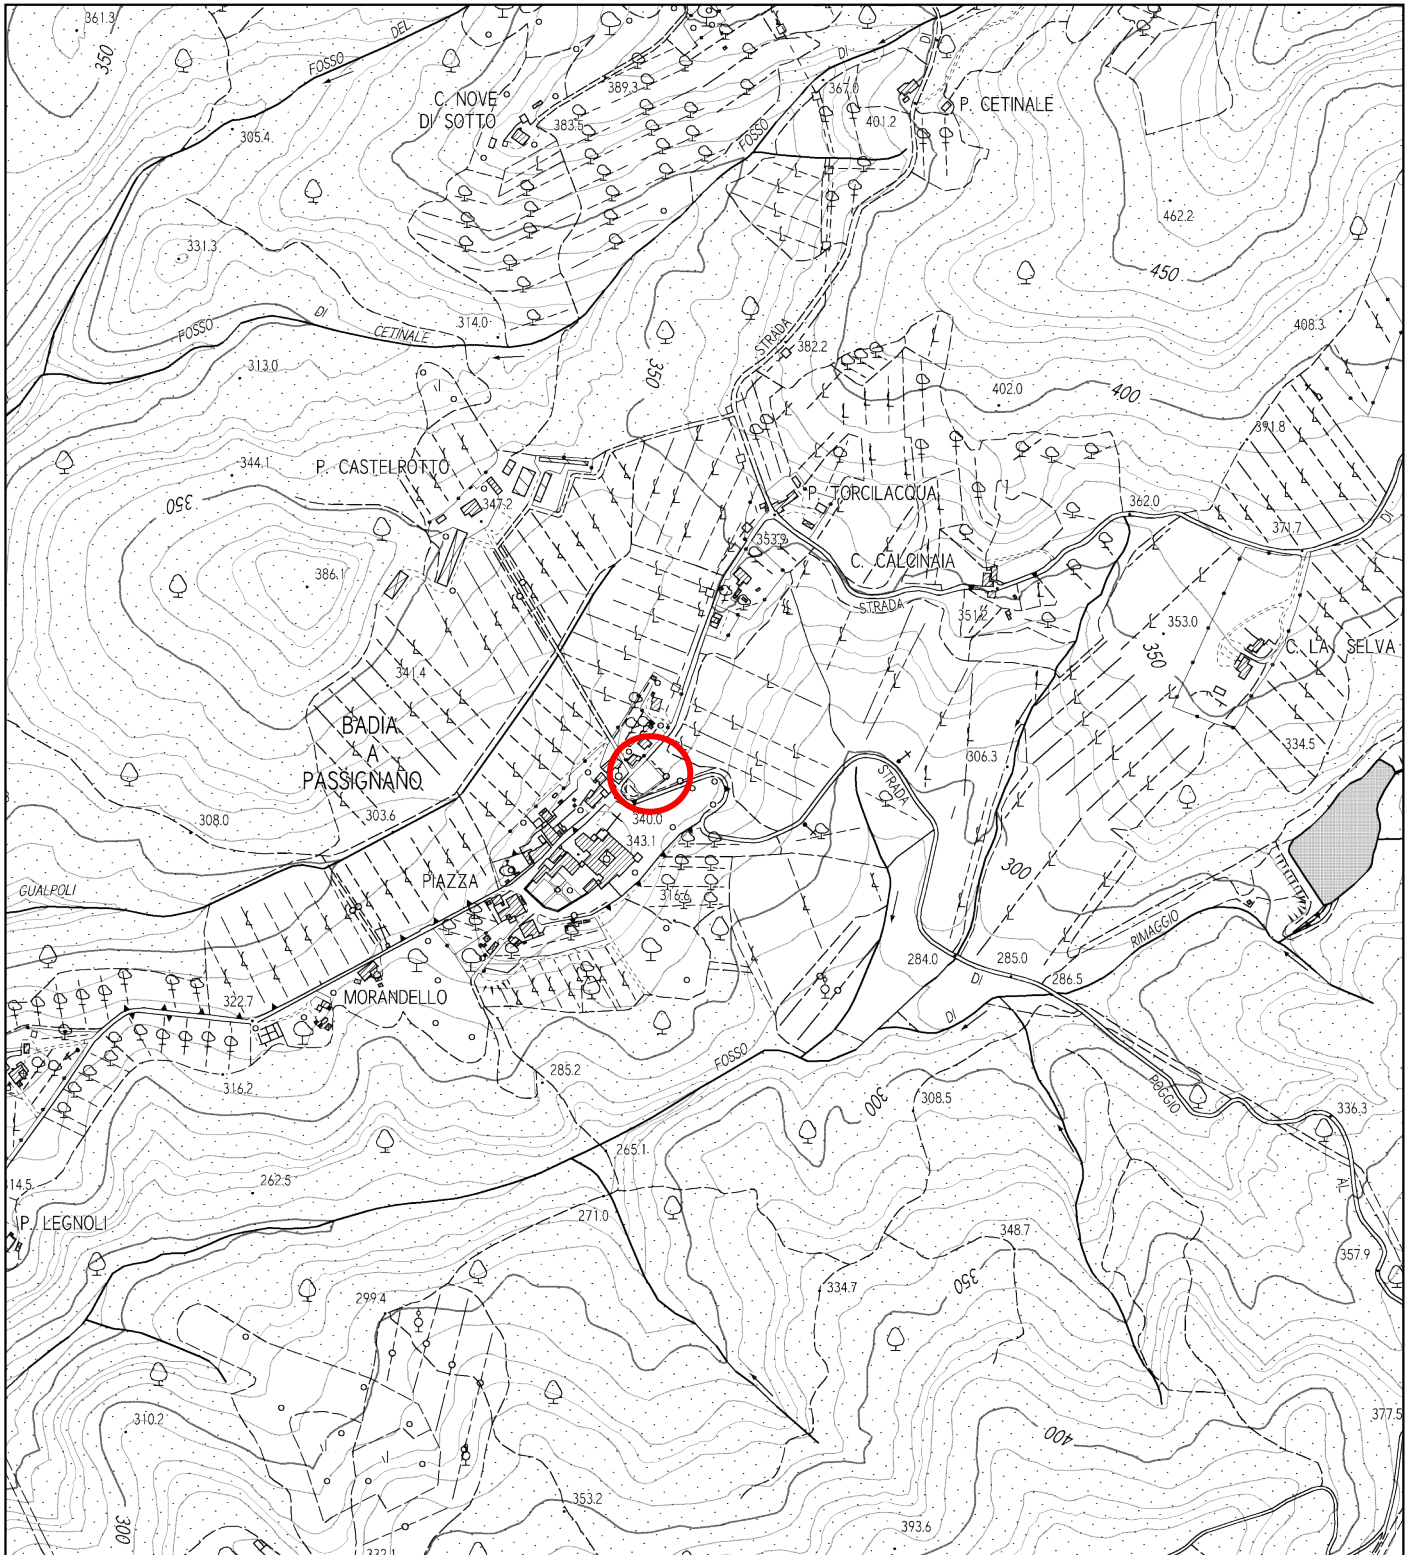 361.3
350
FOSSO
DEL
C. NOVE
DI SOTTO
389.3
383.5
305.4
DI
367.0
401.2
P. CETINALE
FOSSO
462.2
450
331.3
FOSSO
DI
CETINALE
314.0
313.0
350
STRADA
382.2
408.3
402.0
400
391.8
344.1
P. CASTELROTTO
350
347.2
P. TORCILACQUA
353.9
362.0
371.7
DI
C. CALCINAIA
386.1
STRADA
351.2
353.0
350
C. LA SELVA
341.4
BADIA
A
PASSIGNANO
334.5
306.3
STRADA
303.6
308.0
340.0
343.1
GUALPOLI
PIAZZA
316.6
300
RIMAGGIO
284.0
285.0
DI
286.5
MORANDELLO
322.7
DI
FOSSO
316.2
285.2
300
308.5
POGGIO
336.3
265.1
AL
314.5
262.5
P. LEGNOLI
271.0
348.7
357.9
350
334.7
299.4
310.2
377.5
400
353.2
300
393.6
332.1